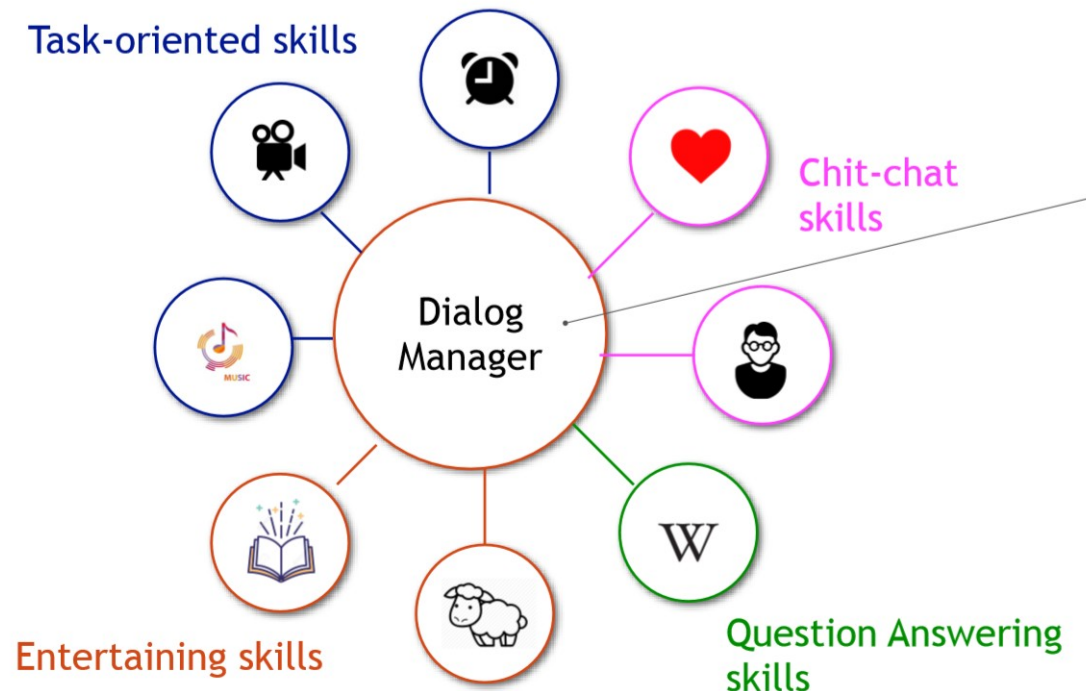 Task-oriented skills
Chit-chat
skills
Dialog
Manager
MUSIC
W
Entertaining skills
Question Answering
skills